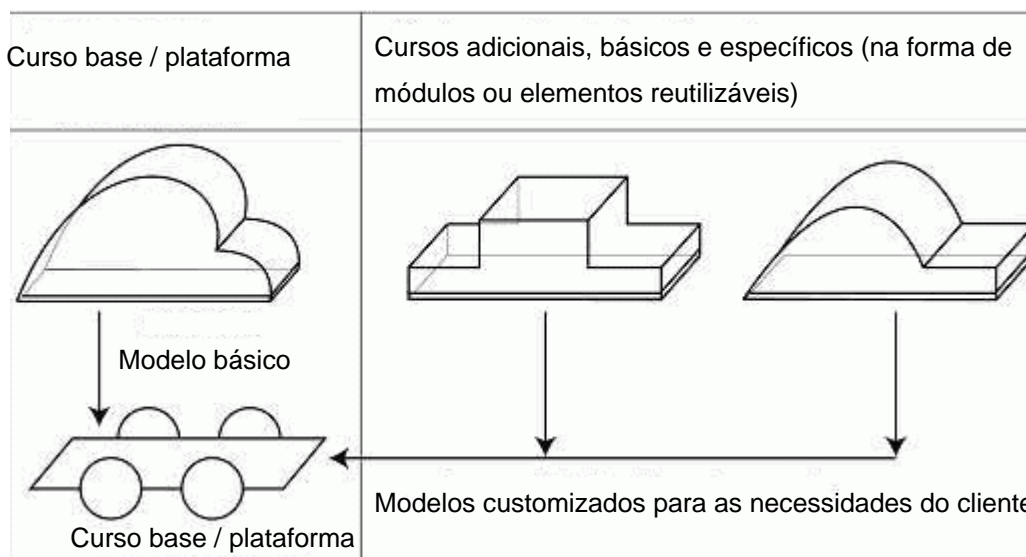 Curso base / plataforma
Cursos adicionais, básicos e específicos (na forma de
módulos ou elementos reutilizáveis)
Modelo básico
Modelos customizados para as necessidades do cliente
Curso base / plataforma